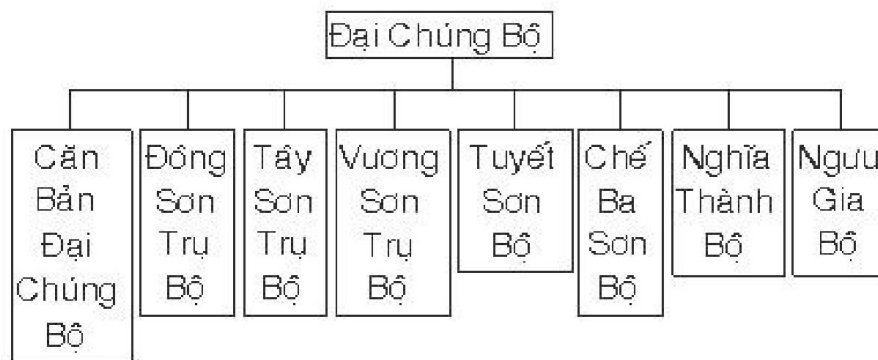 Đại Chúng Bộ
Căn
Bản
Đại
Chúng
Bộ
Đông
Sơn
Trụ
Bộ
Tây
Sơn
Trụ
Bộ
Vương
Sơn
Trụ
Bộ
Tuyết
Sơn
Bộ
Chế
Ba
Sơn
Bộ
Nghĩa
Thành
Bộ
Ngưu
Gia
Bộ